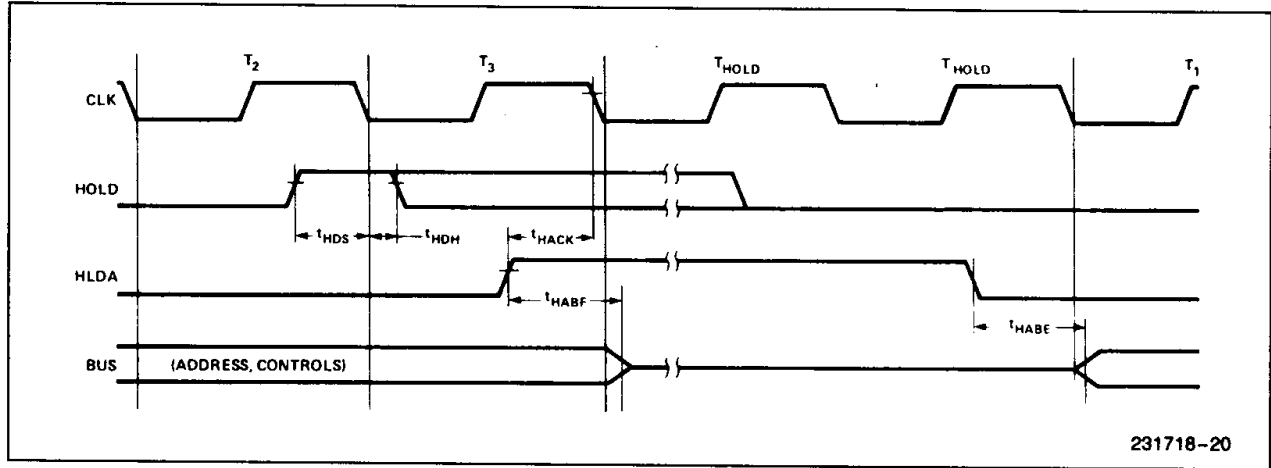 T2 T3 THOLD THOLD T1
CLK
HOLD
tHDS tHDH tHACK
HLDA
tHABF tHABE
BUS (ADDRESS, CONTROLS)
231718-20